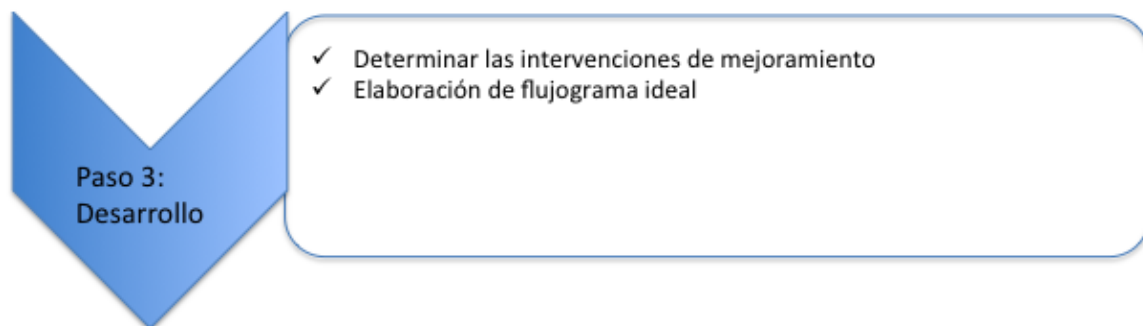 Paso 3:
Desarrollo
✓ Determinar las intervenciones de mejoramiento
✓ Elaboración de flujograma ideal